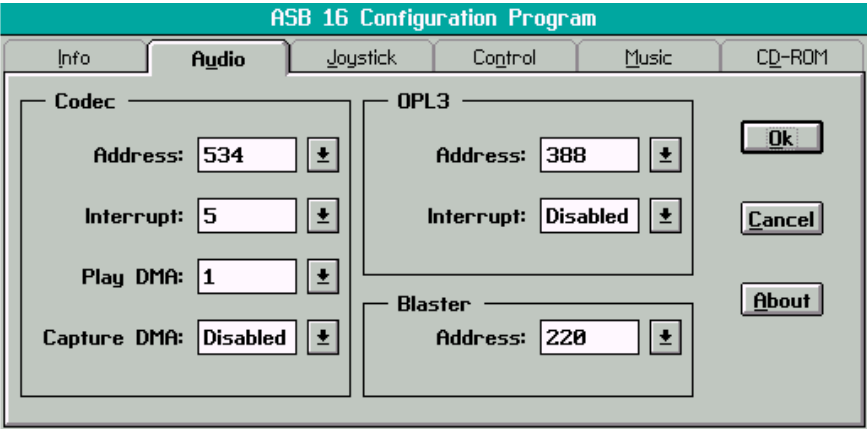 ASB 16 Configuration Program
Info Audio Joystick Control Music CD-ROM
Codec
Address: 534
Interrupt: 5
Play DMA: 1
Capture DMA: Disabled
OPL3
Address: 388
Interrupt: Disabled
Blaster
Address: 220
Ok
Cancel
About